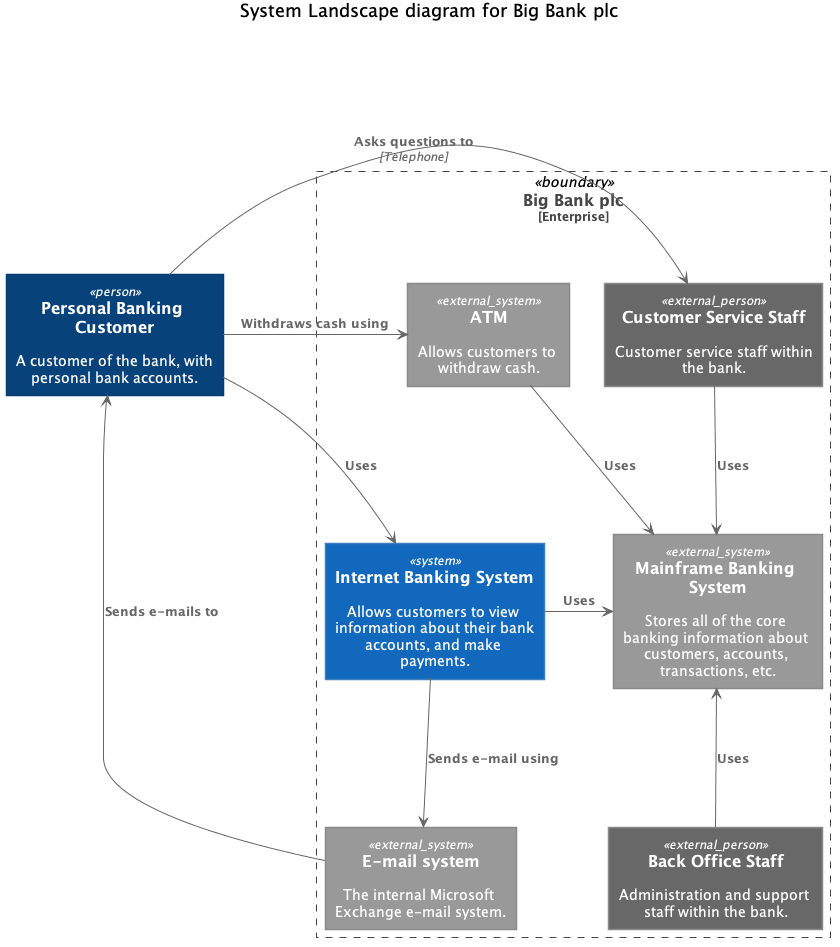 System Landscape diagram for Big Bank plc
Asks questions to
[Telephone]
«boundary»
Big Bank plc
[Enterprise]
«person»
Personal Banking
Customer
A customer of the bank, with
personal bank accounts.
Withdraws cash using
«external_system»
ATM
Allows customers to
withdraw cash.
«external_person»
Customer Service Staff
Customer service staff within
the bank.
Uses
Uses
Uses
«system»
Internet Banking System
Allows customers to view
information about their bank
accounts, and make
payments.
Uses
«external_system»
Mainframe Banking
System
Stores all of the core
banking information about
customers, accounts,
transactions, etc.
Sends e-mails to
Sends e-mail using
Uses
«external_system»
E-mail system
The internal Microsoft
Exchange e-mail system.
«external_person»
Back Office Staff
Administration and support
staff within the bank.